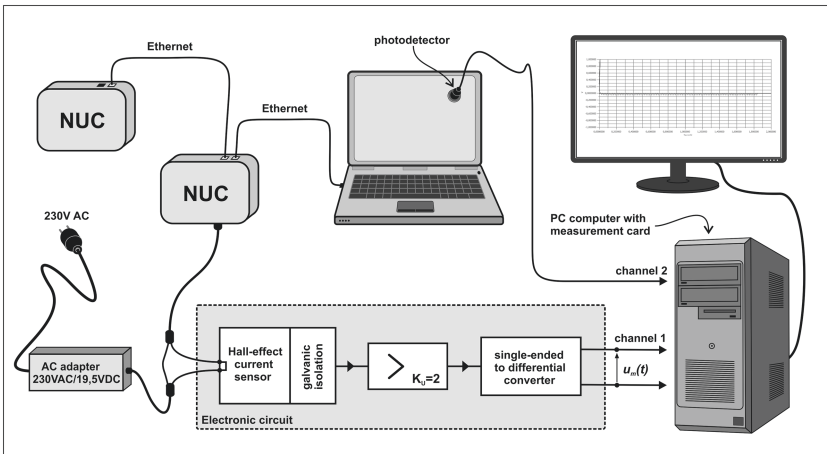 Ethernet
photodetector
NUC
Ethernet
NUC
230V AC
PC computer with
measurement card
channel 2
channel 1
AC adapter
230VAC/19,5VDC
Hall-effect
current
sensor
galvanic
isolation
K_U=2
single-ended
to differential
converter
u_m(t)
Electronic circuit